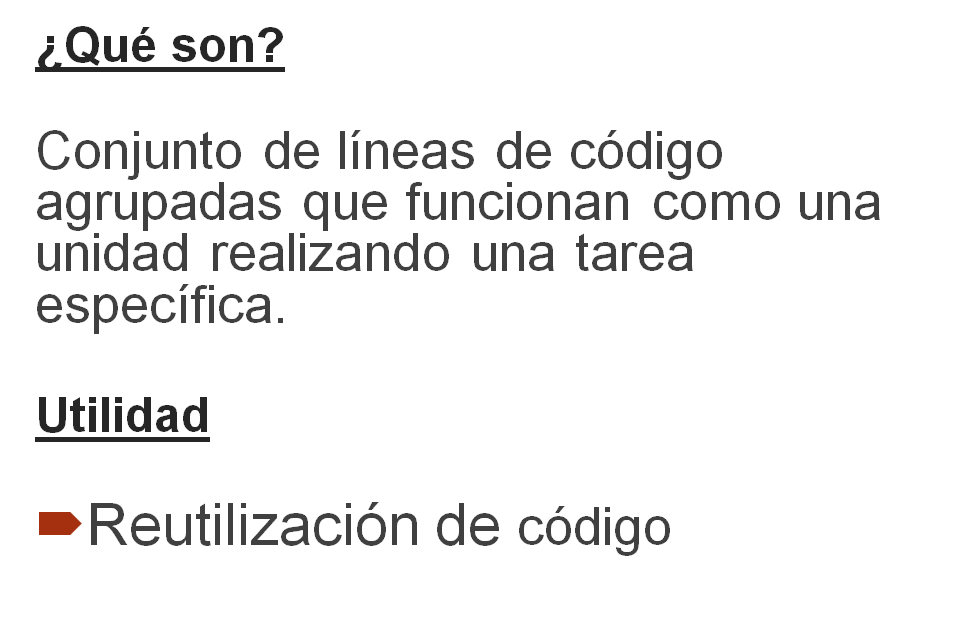 ¿Qué son?
Conjunto de líneas de código
agrupadas que funcionan como una
unidad realizando una tarea
específica.
Utilidad
Reutilización de código